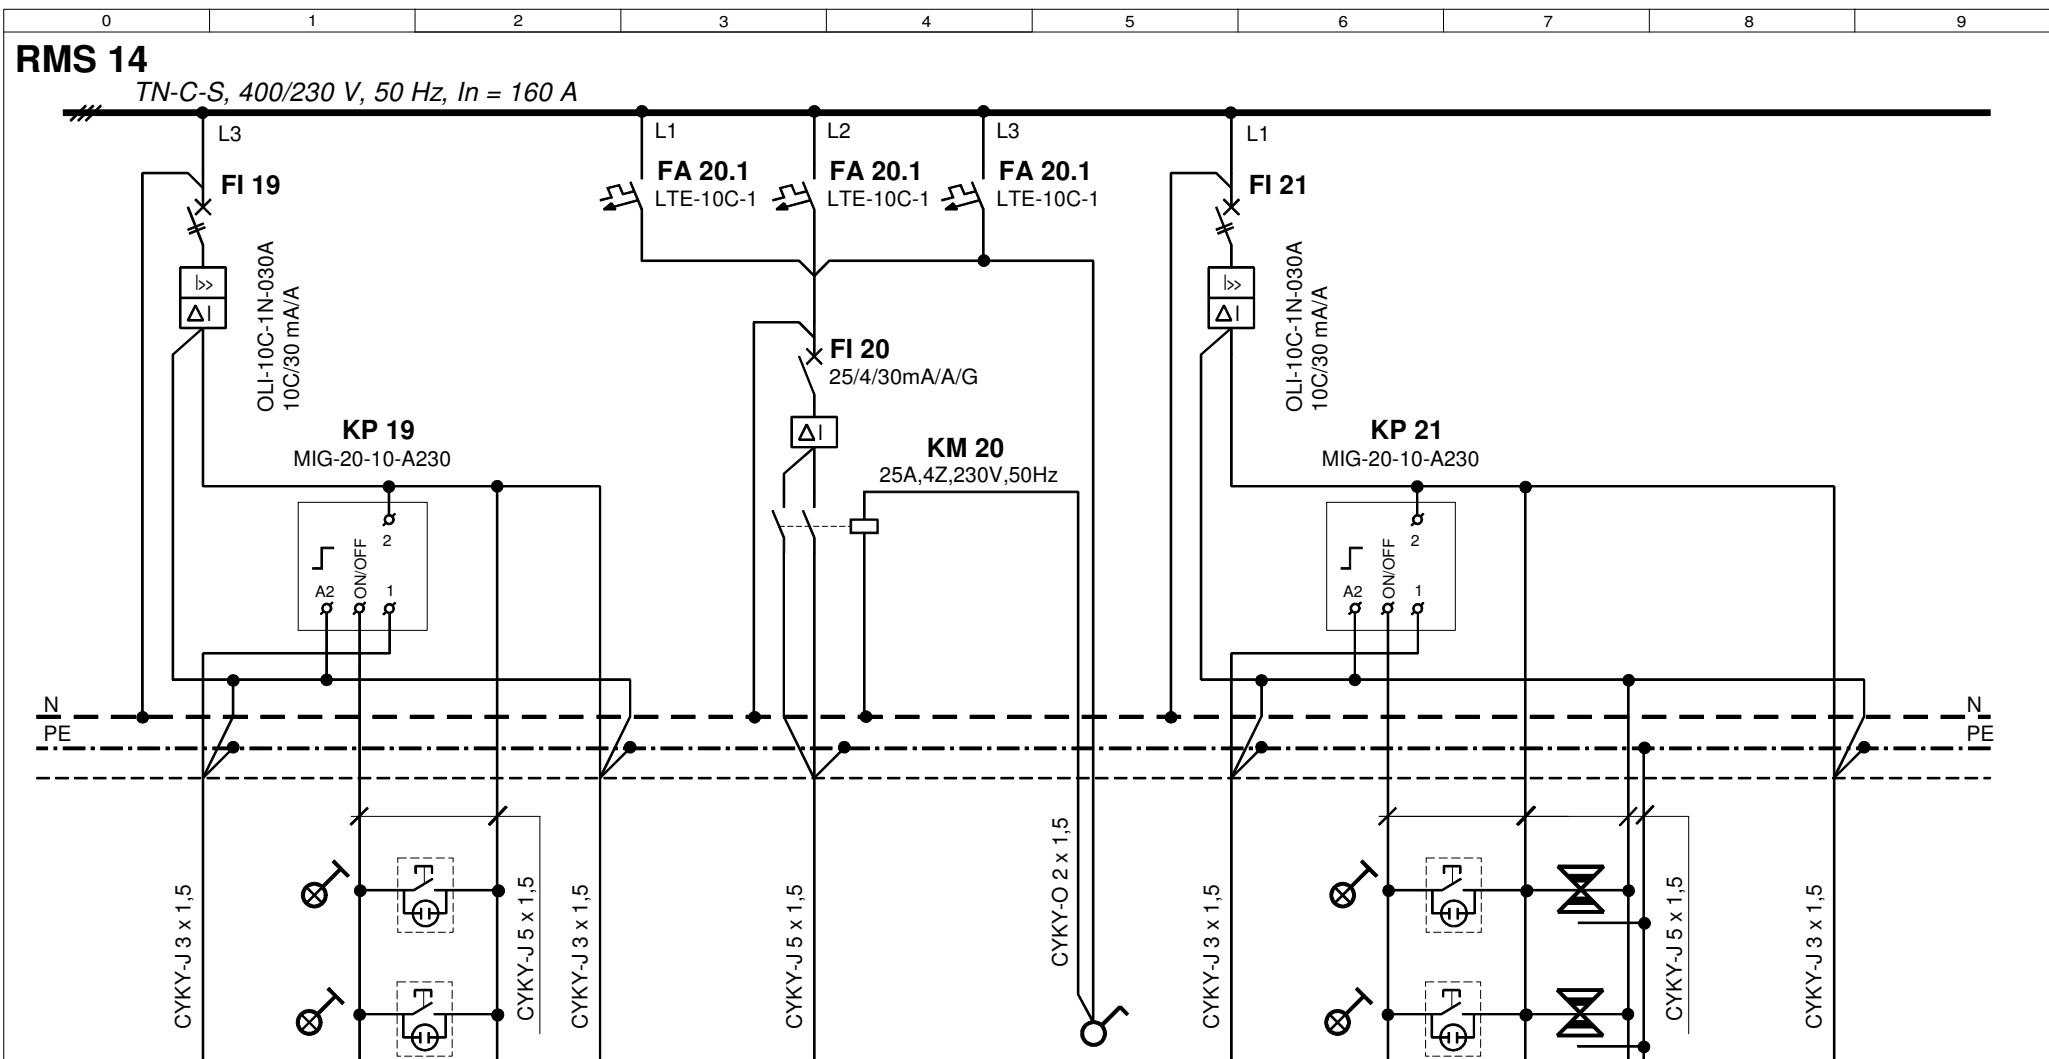 0 1 2 3 4 5 6 7 8 9
RMS 14
TN-C-S, 400/230 V, 50 Hz, In = 160 A
L3
L1
L2
L3
L1
FI 19
FA 20.1
LTE-10C-1
FA 20.1
LTE-10C-1
FA 20.1
LTE-10C-1
FI 21
I>>
ΔI
OLI-10C-1N-030A
10C/30 mA/A
I>>
ΔI
OLI-10C-1N-030A
10C/30 mA/A
FI 20
25/4/30mA/A/G
ΔI
KP 19
MIG-20-10-A230
KM 20
25A,4Z,230V,50Hz
KP 21
MIG-20-10-A230
2
ON/OFF
A2
1
2
ON/OFF
A2
1
N
PE
N
PE
CYKY-J 3 x 1,5
CYKY-J 5 x 1,5
CYKY-J 3 x 1,5
CYKY-J 5 x 1,5
CYKY-O 2 x 1,5
CYKY-J 3 x 1,5
CYKY-J 5 x 1,5
CYKY-J 3 x 1,5